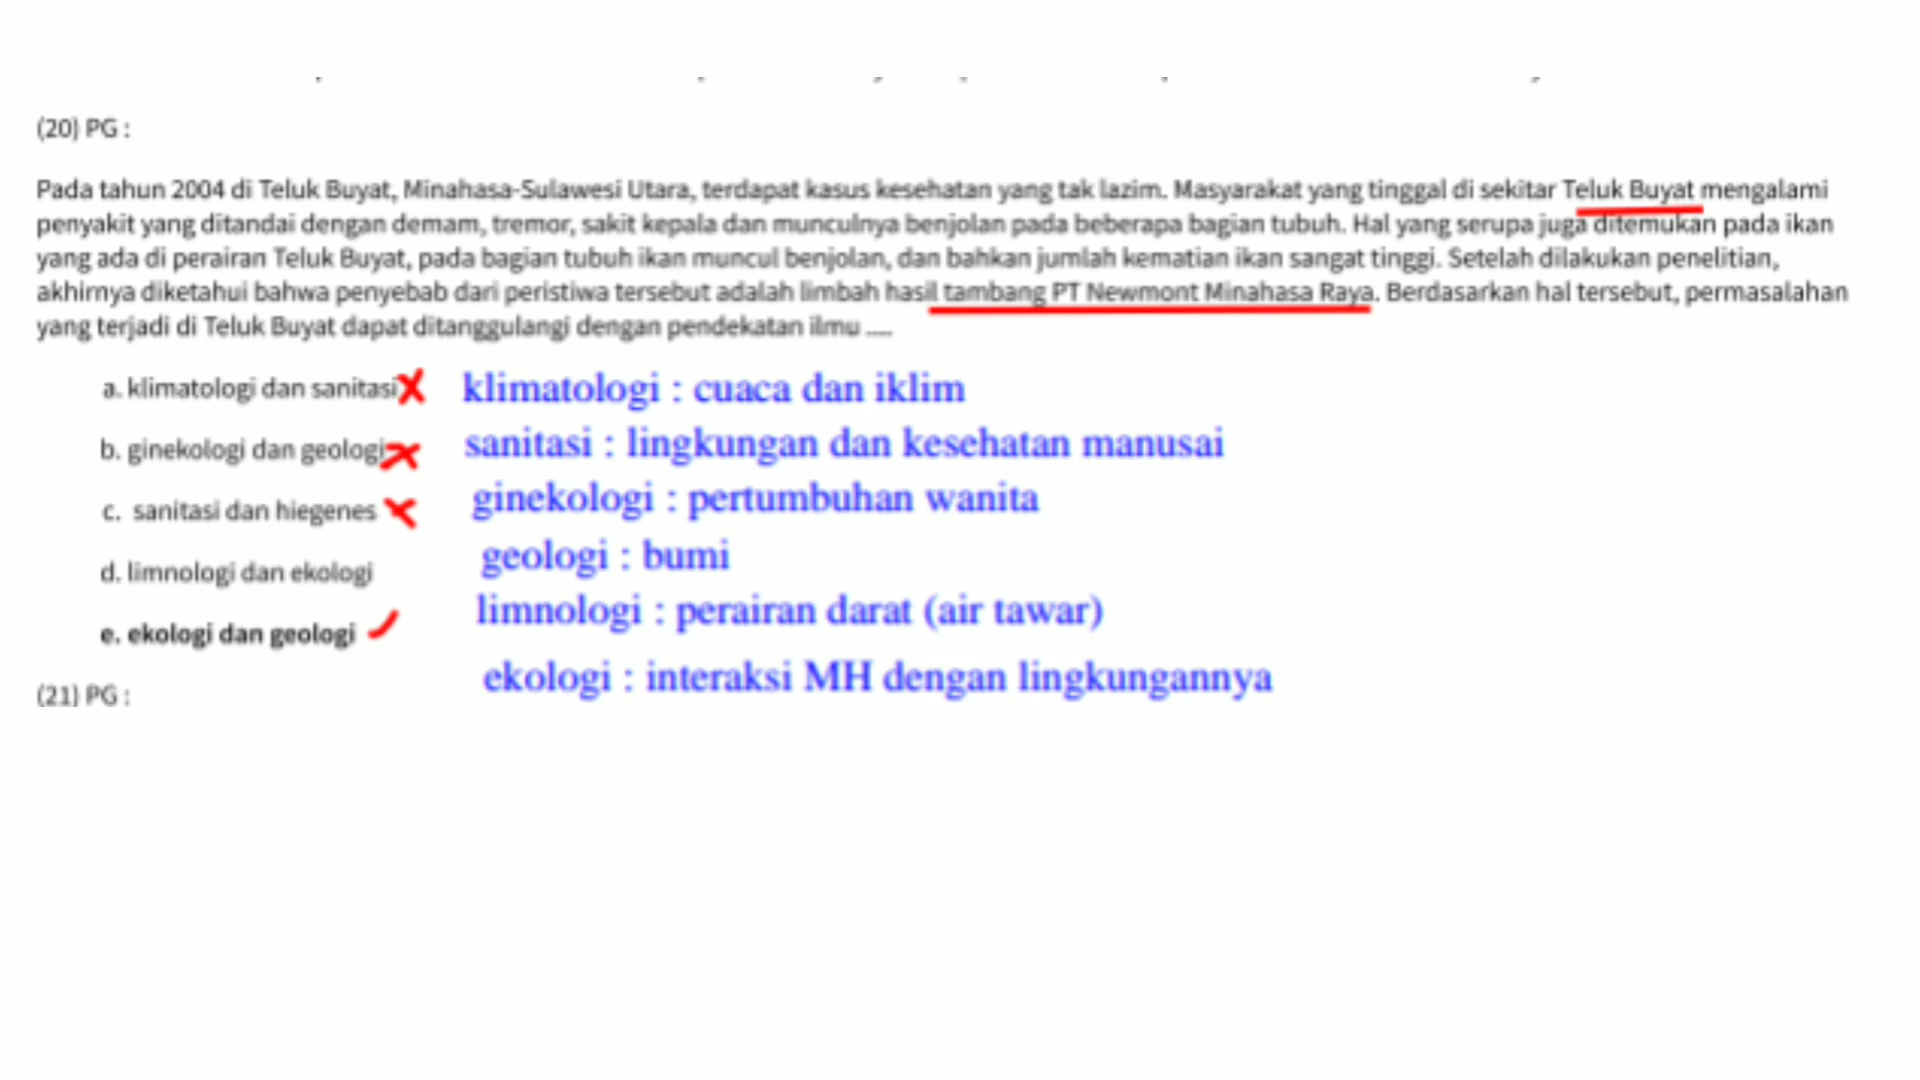 (20) PG :
Pada tahun 2004 di Teluk Buyat, Minahasa-Sulawesi Utara, terdapat kasus kesehatan yang tak lazim. Masyarakat yang tinggal di sekitar Teluk Buyat mengalami
penyakit yang ditandai dengan demam, tremor, sakit kepala dan munculnya benjolan pada beberapa bagian tubuh. Hal yang serupa juga ditemukan pada ikan
yang ada di perairan Teluk Buyat, pada bagian tubuh ikan muncul benjolan, dan bahkan jumlah kematian ikan sangat tinggi. Setelah dilakukan penelitian,
akhirnya diketahui bahwa penyebab dari peristiwa tersebut adalah limbah hasil tambang PT Newmont Minahasa Raya. Berdasarkan hal tersebut, permasalahan
yang terjadi di Teluk Buyat dapat ditanggulangi dengan pendekatan ilmu ....
a. klimatologi dan sanitasi
klimatologi : cuaca dan iklim
sanitasi : lingkungan dan kesehatan manusai
b. ginekologi dan geologi
ginekologi : pertumbuhan wanita
c. sanitasi dan hiegenes
geologi : bumi
d. limnologi dan ekologi
limnologi : perairan darat (air tawar)
e. ekologi dan geologi
ekologi : interaksi MH dengan lingkungannya
(21) PG :